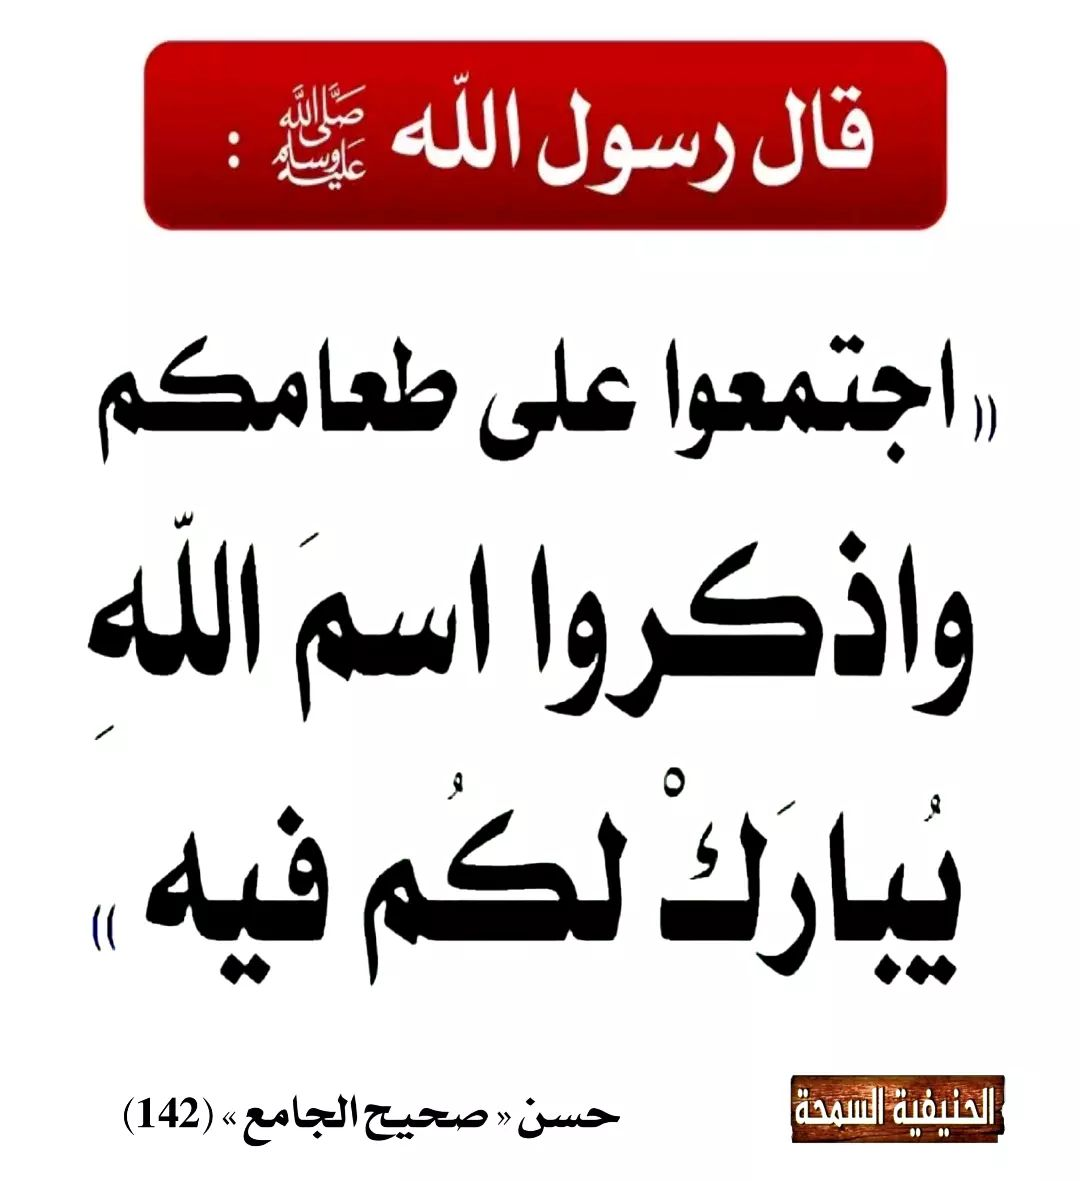 قال رسول الله ﷺ :
(( اجتمعوا على طعامكم
واذكروا اسمَ اللّهِ
يُبارَكْ لكُم فيه ))
حسن « صحيح الجامع » (142)
الحنيفية السمحة